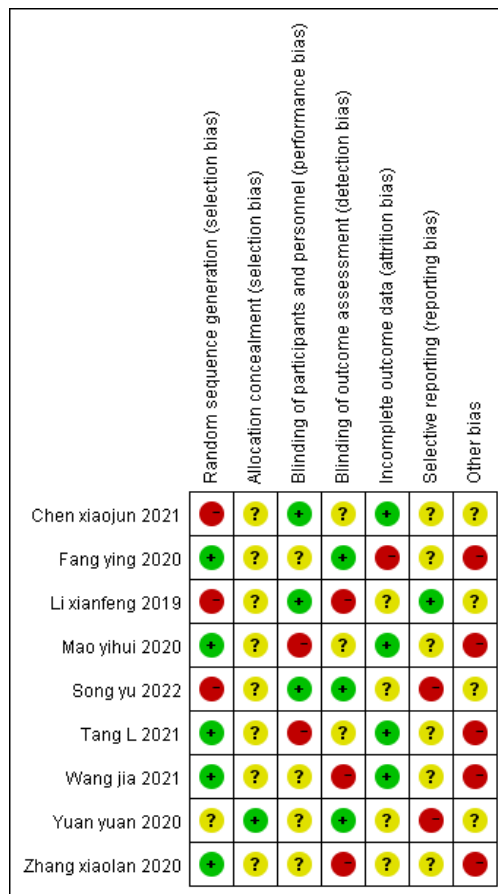 Random sequence generation (selection bias)
Allocation concealment (selection bias)
Blinding of participants and personnel (performance bias)
Blinding of outcome assessment (detection bias)
Incomplete outcome data (attrition bias)
Selective reporting (reporting bias)
Other bias
Chen xiaojun 2021 - ? + ? + ? ?
Fang ying 2020 + ? ? + - ? -
Li xianfeng 2019 - ? + - ? + ?
Mao yihui 2020 + ? - ? + ? -
Song yu 2022 - ? + + ? - ?
Tang L 2021 + ? - ? + ? -
Wang jia 2021 + ? ? - + ? -
Yuan yuan 2020 ? + ? + ? - ?
Zhang xiaolan 2020 + ? ? - ? ? -